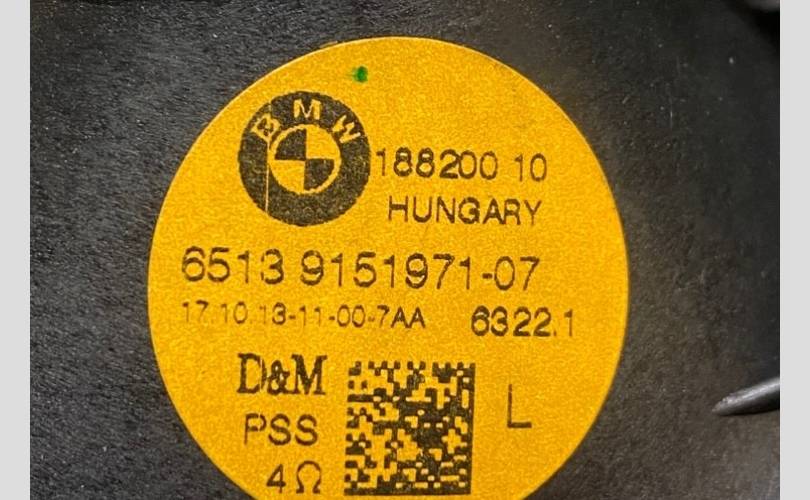 BMW
188200 10
HUNGARY
6513 9151971-07
17.10.13-11-00-7AA 6322.1
D&M
PSS
L
4Ω